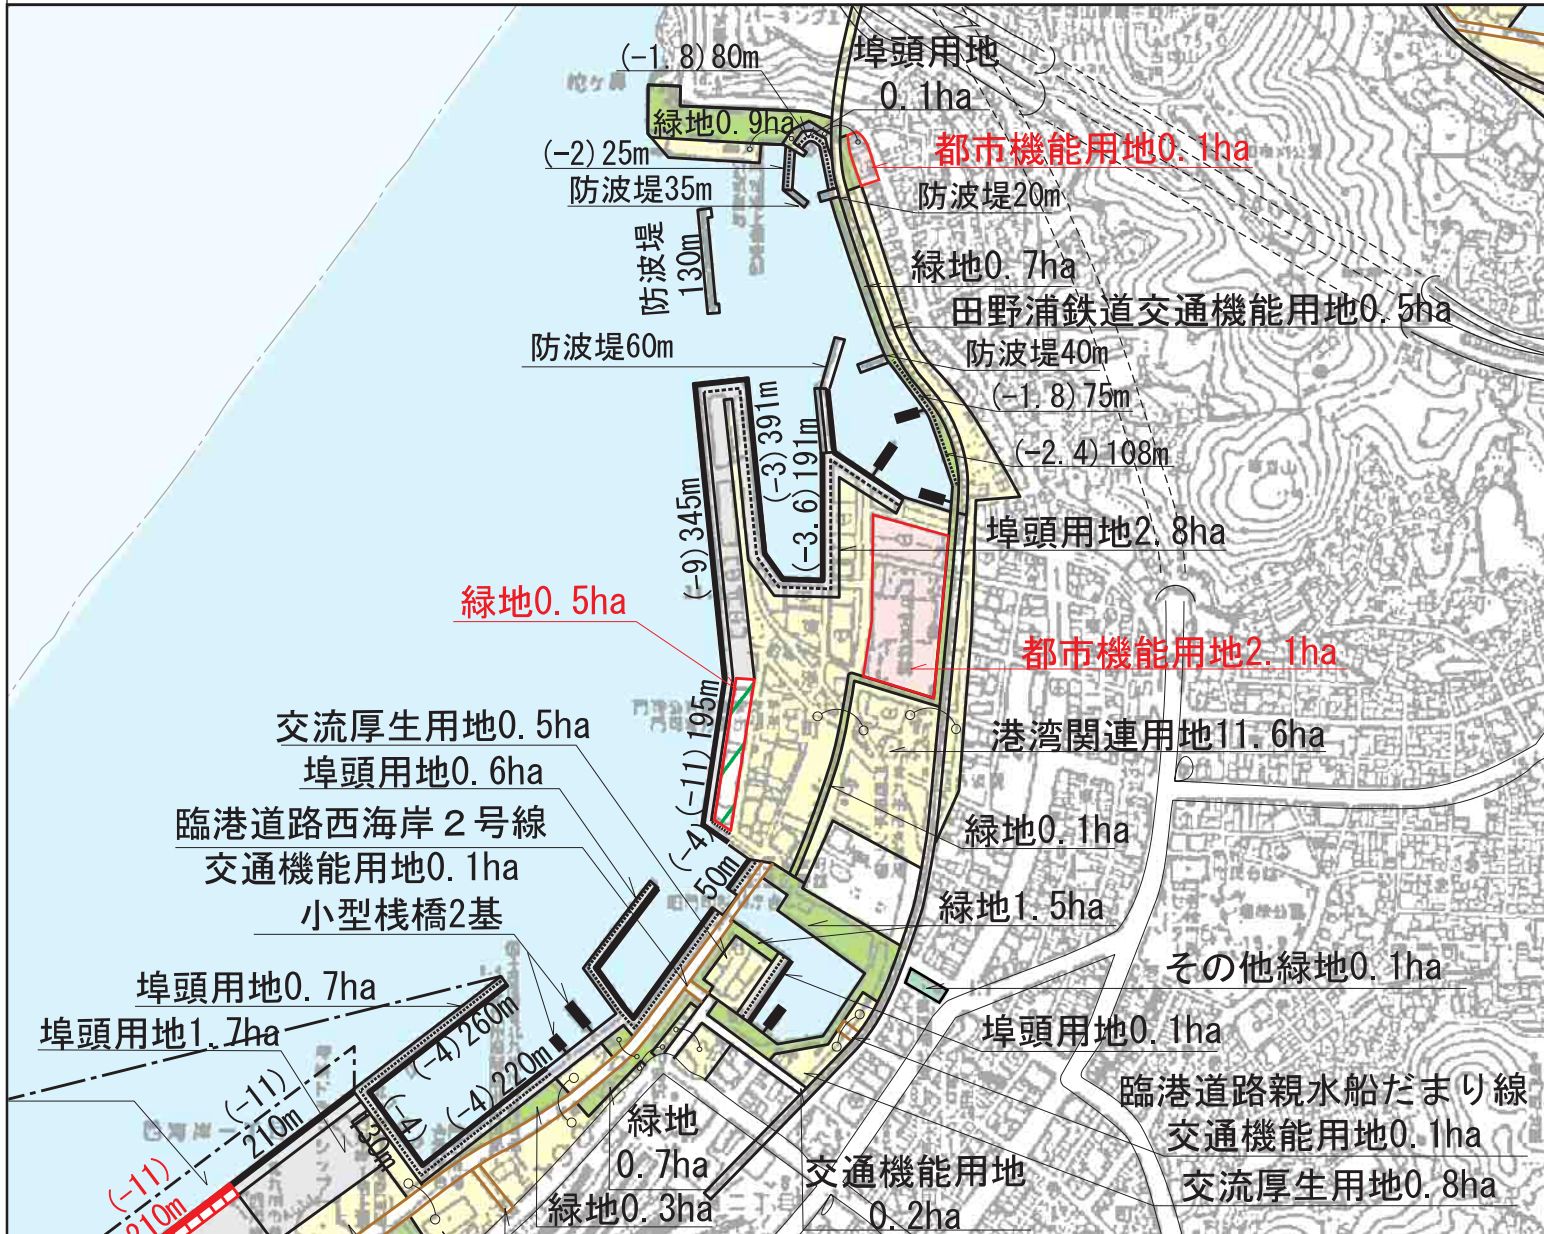 (-1.8)80m
埠頭用地
0.1ha
緑地0.9ha
都市機能用地0.1ha
(-2)25m
防波堤35m
防波堤20m
防波堤
130m
緑地0.7ha
田野浦鉄道交通機能用地0.5ha
防波堤60m
防波堤40m
(-1.8)75m
(-3)391m
(-3.6)191m
(-2.4)108m
(-9)345m
埠頭用地2.8ha
緑地0.5ha
都市機能用地2.1ha
(-11)195m
交流厚生用地0.5ha
港湾関連用地11.6ha
埠頭用地0.6ha
臨港道路西海岸２号線
交通機能用地0.1ha
緑地0.1ha
(-4)
50m
小型桟橋2基
緑地1.5ha
その他緑地0.1ha
埠頭用地0.7ha
埠頭用地1.7ha
埠頭用地0.1ha
(-4)260m
(-4)220m
(-4)
130m
(-11)
210m
臨港道路親水船だまり線
交通機能用地0.1ha
緑地
0.7ha
交通機能用地
0.2ha
交流厚生用地0.8ha
(-11)
210m
緑地0.3ha